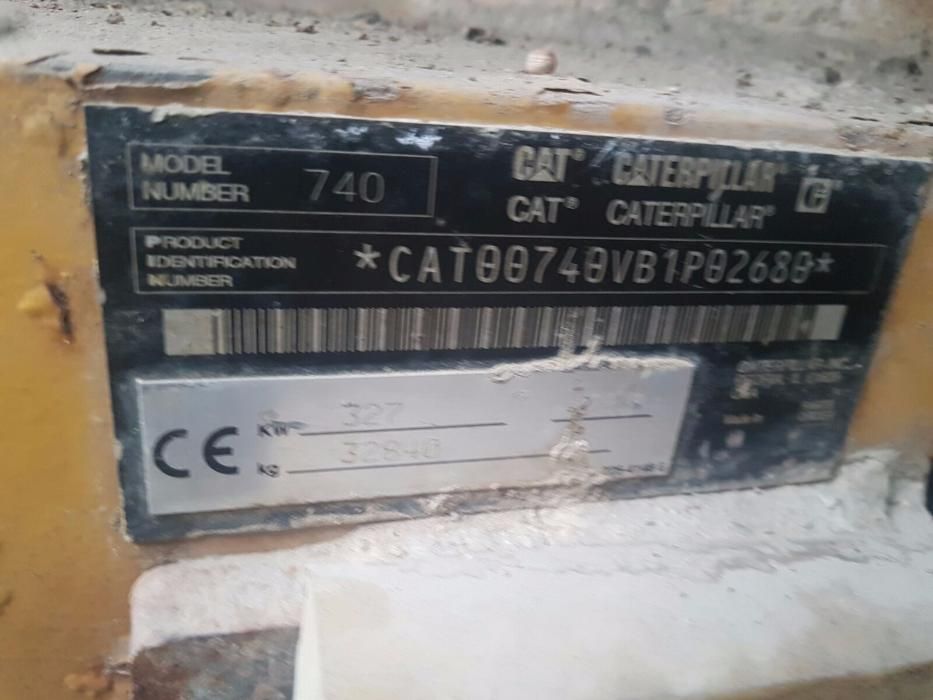 MODEL
NUMBER 740
CAT® CATERPILLAR®
CAT® CATERPILLAR®
PRODUCT
IDENTIFICATION
NUMBER
*CAT00740VB1P02680*
CE
KW 327
kg 32840